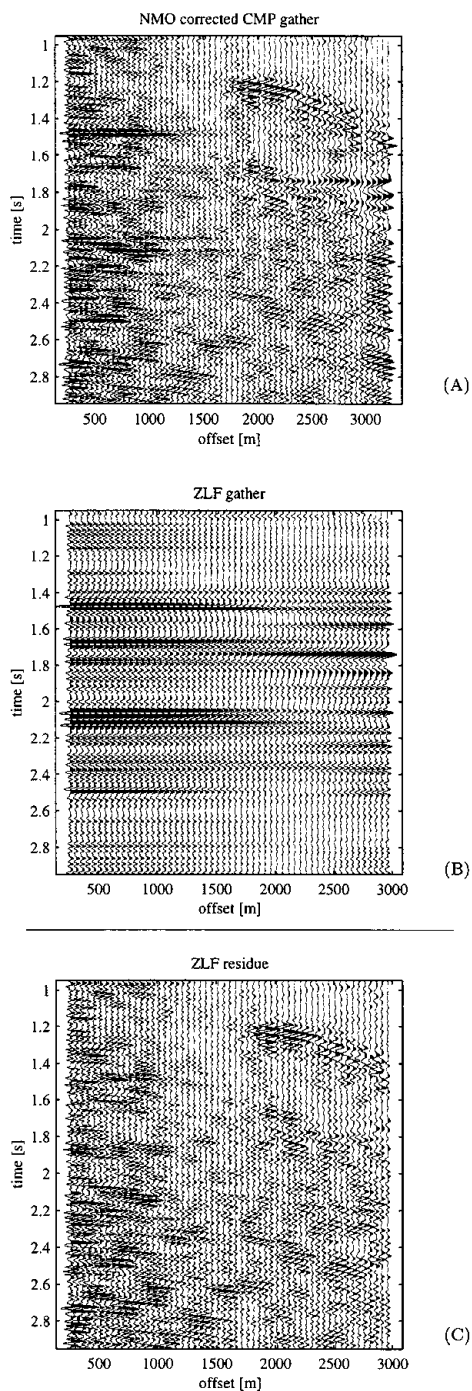 NMO corrected CMP gather
1
1.2
1.4
1.6
1.8
2
2.2
2.4
2.6
2.8
time [s]
500 1000 1500 2000 2500 3000
offset [m]
(A)
ZLF gather
1
1.2
1.4
1.6
1.8
2
2.2
2.4
2.6
2.8
time [s]
500 1000 1500 2000 2500 3000
offset [m]
(B)
ZLF residue
1
1.2
1.4
1.6
1.8
2
2.2
2.4
2.6
2.8
time [s]
500 1000 1500 2000 2500 3000
offset [m]
(C)